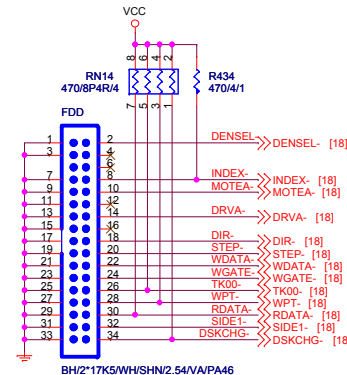 VCC
8 6 4 2
RN14
470/8P4R/4
R434
470/4/1
7 5 3 1
FDD
1 2 DENSEL- DENSEL- [18]
3 4
6
7 8 INDEX- INDEX- [18]
9 10 MOTEA- MOTEA- [18]
11 12
13 14 DRVA- DRVA- [18]
15 16
17 18 DIR- DIR- [18]
19 20 STEP- STEP- [18]
21 22 WDATA- WDATA- [18]
23 24 WGATE- WGATE- [18]
25 26 TK00- TK00- [18]
27 28 WPT- WPT- [18]
29 30 RDATA- RDATA- [18]
31 32 SIDE1- SIDE1- [18]
33 34 DSKCHG- DSKCHG- [18
BH/2*17K5/WH/SHN/2.54/VA/PA46